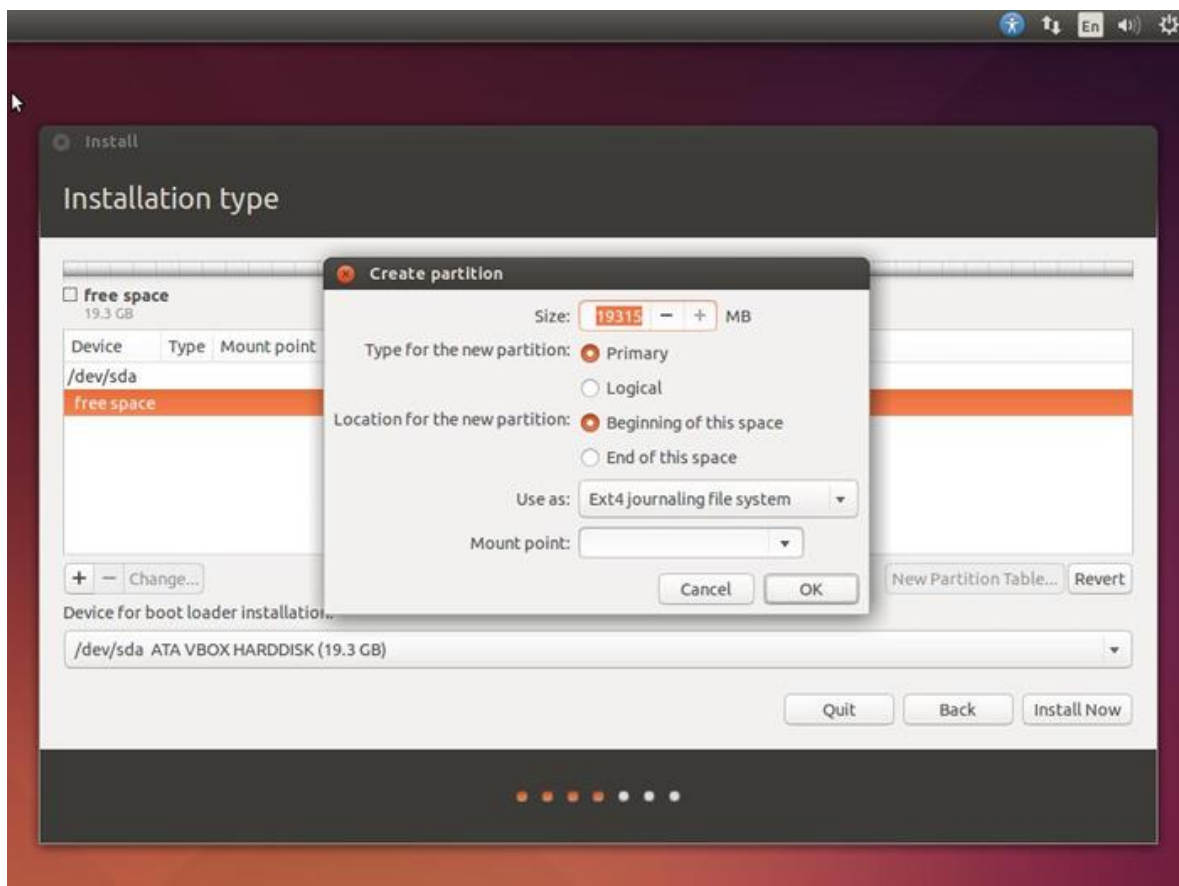 En
Install
Installation type
Create partition
free space
19.3 GB
Size: 19315 − + MB
Type for the new partition: Primary
Logical
Location for the new partition: Beginning of this space
End of this space
Use as: Ext4 journaling file system
Mount point:
Cancel OK
Device Type Mount point
/dev/sda
free space
+ − Change...
New Partition Table... Revert
Device for boot loader installation:
/dev/sda ATA VBOX HARDDISK (19.3 GB)
Quit Back Install Now